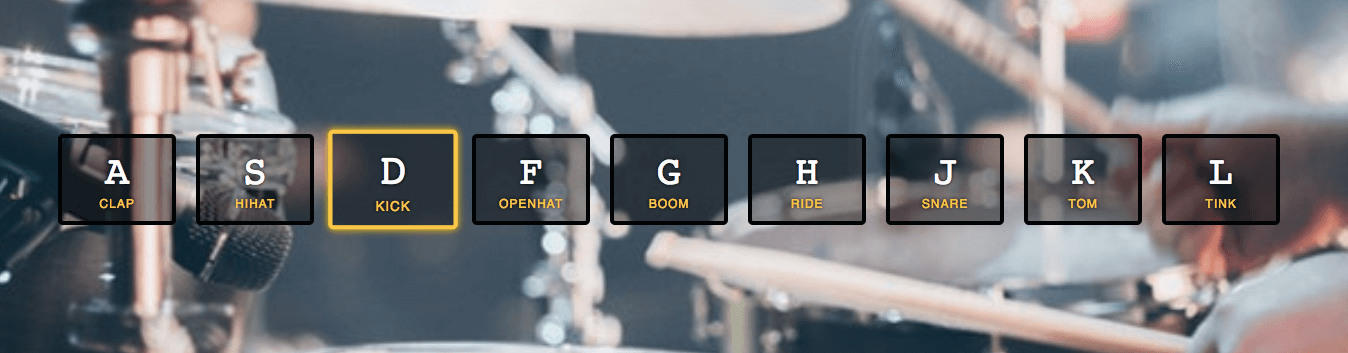 A S D F G H J K L
CLAP HIHAT KICK OPENHAT BOOM RIDE SNARE TOM TINK